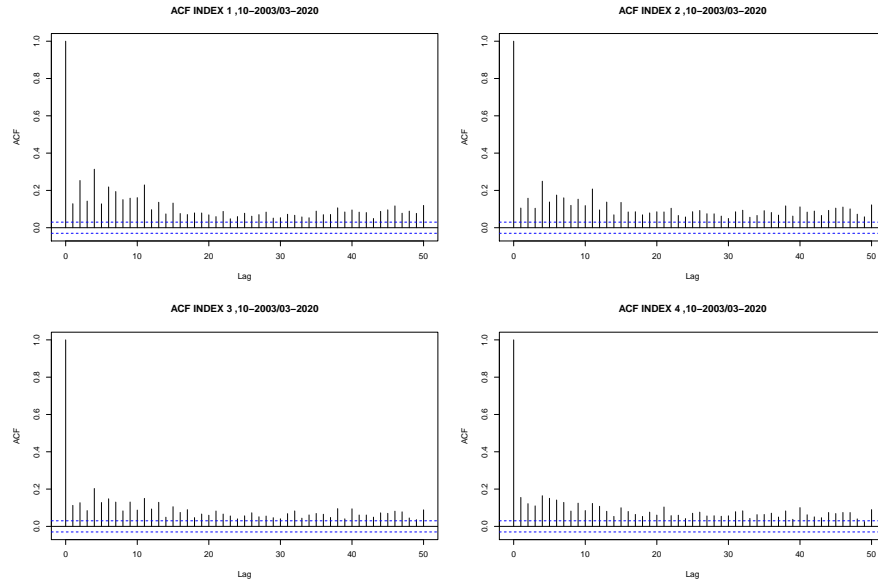 ACF INDEX 1 ,10−2003/03−2020
ACF
0.0 0.2 0.4 0.6 0.8 1.0
0 10 20 30 40 50
Lag
ACF INDEX 2 ,10−2003/03−2020
ACF
0.0 0.2 0.4 0.6 0.8 1.0
0 10 20 30 40 50
Lag
ACF INDEX 3 ,10−2003/03−2020
ACF
0.0 0.2 0.4 0.6 0.8 1.0
0 10 20 30 40 50
Lag
ACF INDEX 4 ,10−2003/03−2020
ACF
0.0 0.2 0.4 0.6 0.8 1.0
0 10 20 30 40 50
Lag